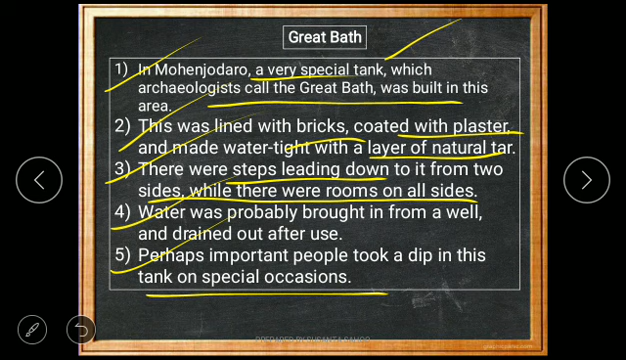 Great Bath
1) In Mohenjodaro, a very special tank, which
archaeologists call the Great Bath, was built in this
area.
2) This was lined with bricks, coated with plaster,
and made water-tight with a layer of natural tar.
3) There were steps leading down to it from two
sides, while there were rooms on all sides.
4) Water was probably brought in from a well,
and drained out after use.
5) Perhaps important people took a dip in this
tank on special occasions.
PREPARED BY SUSANTA SAHOO